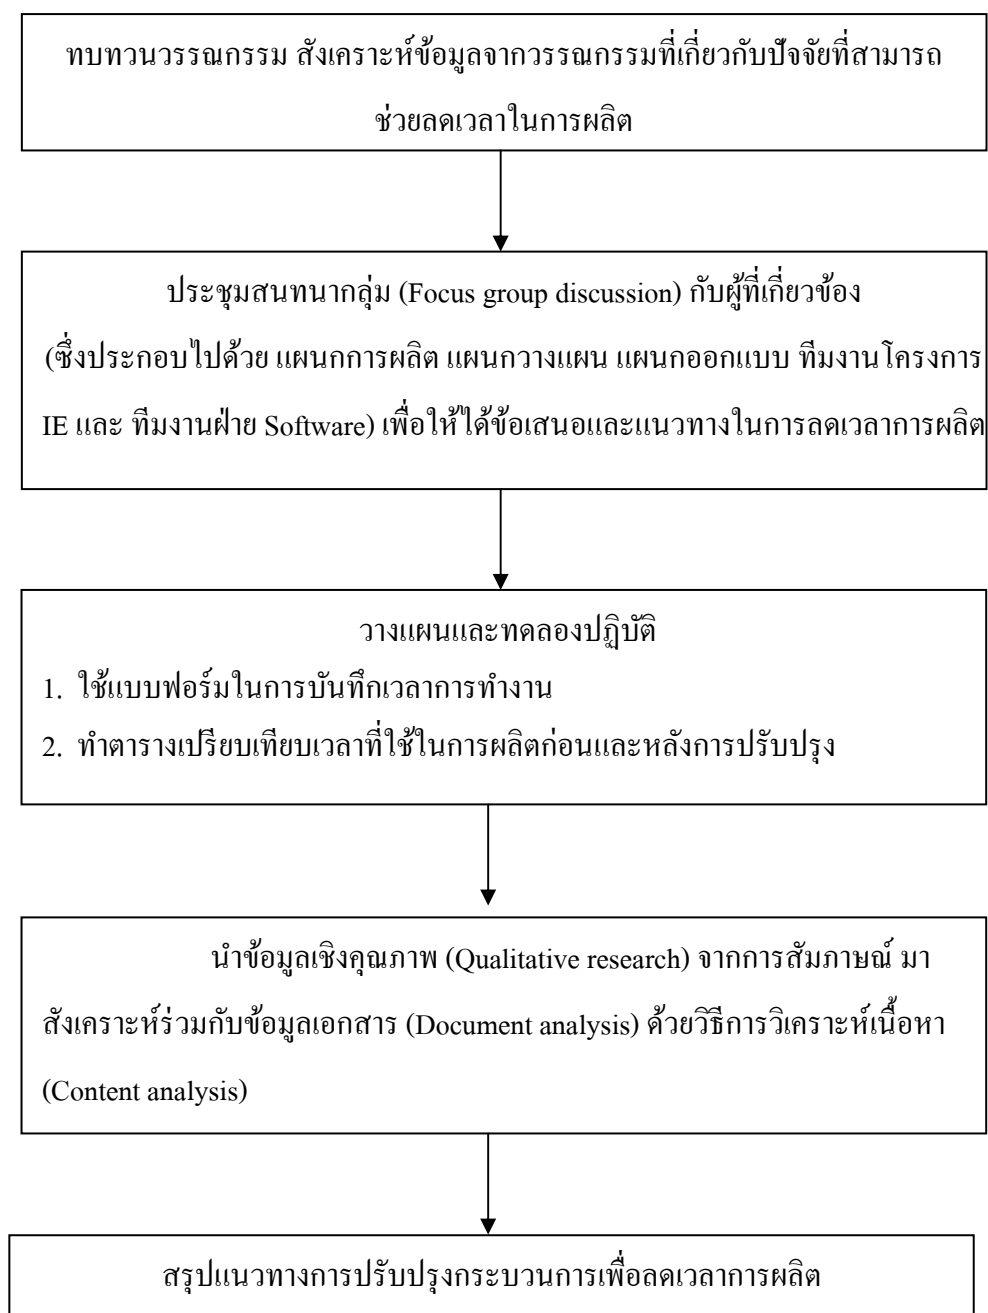 ทบทวนวรรณกรรม สังเคราะห์ข้อมูลจากวรรณกรรมที่เกี่ยวกับปัจจัยที่สามารถ
ช่วยลดเวลาในการผลิต
ประชุมสนทนากลุ่ม (Focus group discussion) กับผู้ที่เกี่ยวข้อง
(ซึ่งประกอบไปด้วย แผนกการผลิต แผนกวางแผน แผนกออกแบบ ทีมงานโครงการ
IE และ ทีมงานฝ่าย Software) เพื่อให้ได้ข้อเสนอและแนวทางในการลดเวลาการผลิต
วางแผนและทดลองปฏิบัติ
1. ใช้แบบฟอร์มในการบันทึกเวลาการทำงาน
2. ทำตารางเปรียบเทียบเวลาที่ใช้ในการผลิตก่อนและหลังการปรับปรุง
นำข้อมูลเชิงคุณภาพ (Qualitative research) จากการสัมภาษณ์ มา
สังเคราะห์ร่วมกับข้อมูลเอกสาร (Document analysis) ด้วยวิธีการวิเคราะห์เนื้อหา
(Content analysis)
สรุปแนวทางการปรับปรุงกระบวนการเพื่อลดเวลาการผลิต